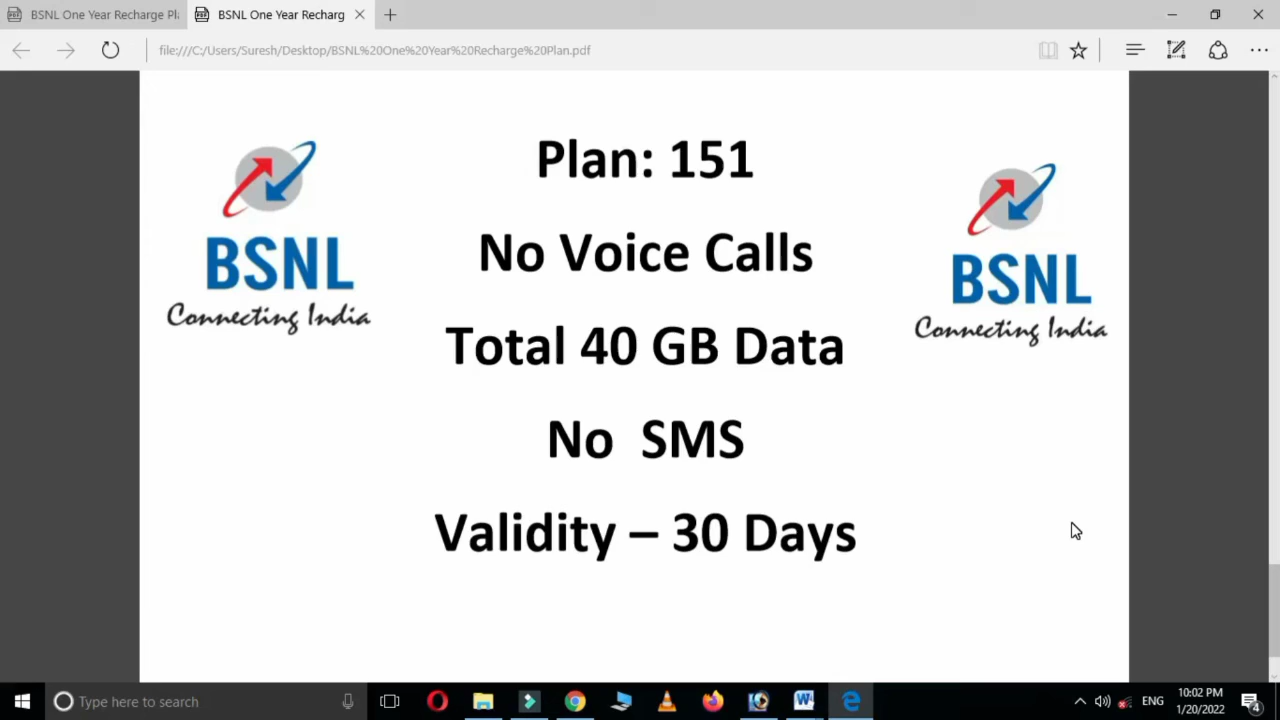 BSNL One Year Recharge Pl
BSNL One Year Recharg
file:///C:/Users/Suresh/Desktop/BSNL%20One%20Year%20Recharge%20Plan.pdf
Plan: 151
No Voice Calls
Total 40 GB Data
No SMS
Validity – 30 Days
BSNL
Connecting India
BSNL
Connecting India
Type here to search
ENG
10:02 PM
1/20/2022
4